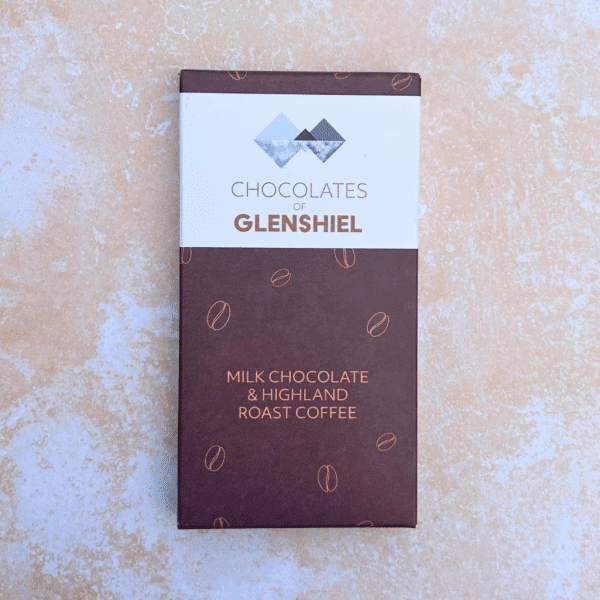 CHOCOLATES
OF
GLENSHIEL
MILK CHOCOLATE
& HIGHLAND
ROAST COFFEE